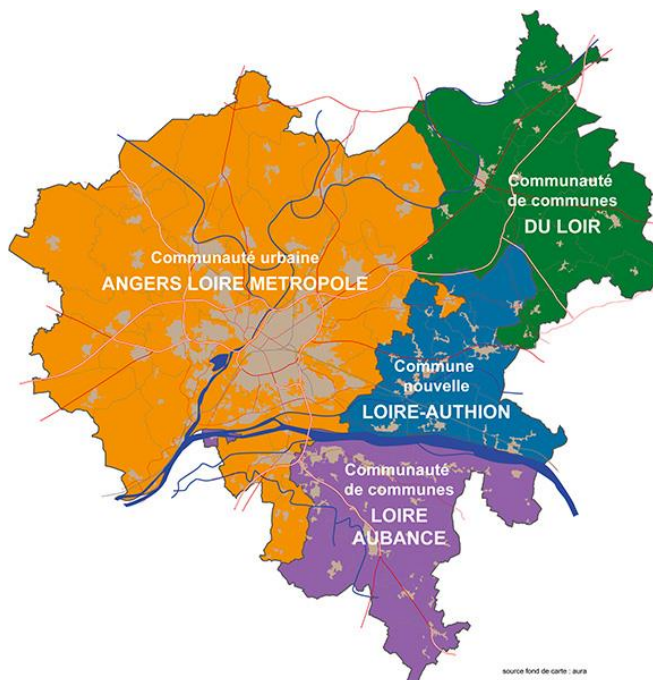 Communauté de communes
DU LOIR
Communauté urbaine
ANGERS LOIRE METROPOLE
Commune
nouvelle
LOIRE-AUTHION
Communauté
de communes
LOIRE
AUBANCE
source fond de carte : aura